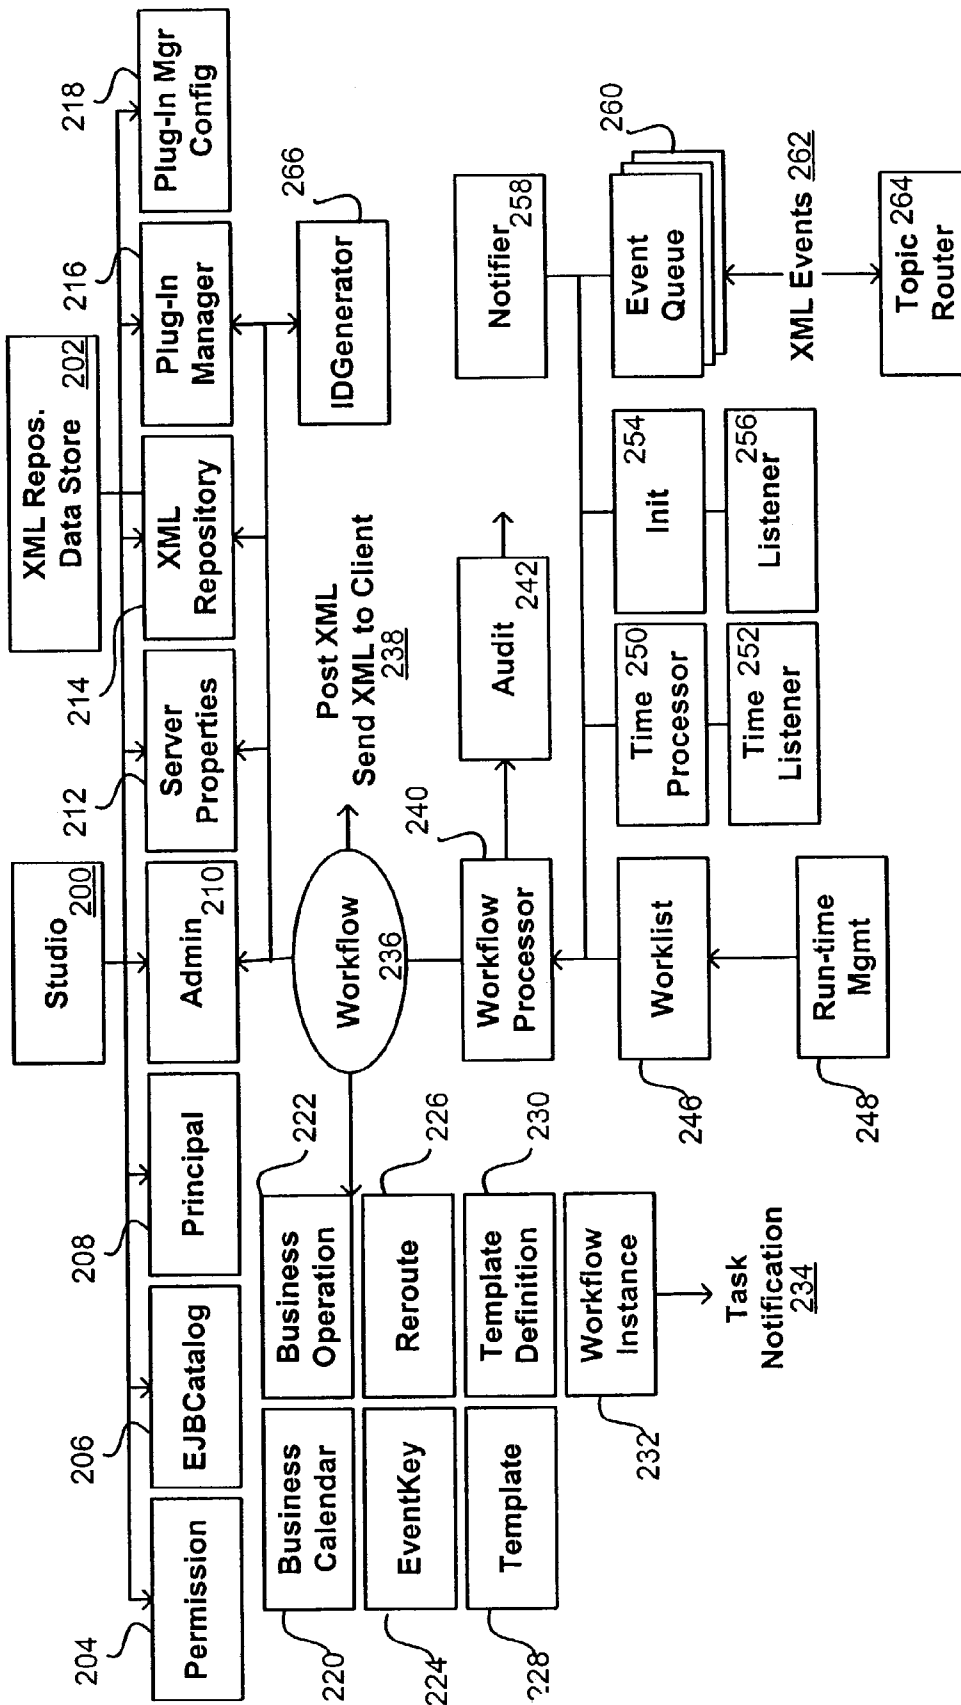 Studio
200
XML Repos.
Data Store 202
204
206
208
212
214
216
218
Permission
EJBCatalog
Principal
Admin
210
Server
Properties
XML
Repository
Plug-In
Manager
Plug-In Mgr
Config
220
Business
Calendar
Business
Operation
222
Workflow
236
Post XML
Send XML to Client
238
IDGenerator
266
224
EventKey
Reroute
226
228
Template
Template
Definition
230
Workflow
Processor
240
Audit
242
Notifier
258
Workflow
Instance
232
Task
Notification
234
Worklist
246
Time 250
Processor
Init
254
Event
Queue
260
Time 252
Listener
Listener
256
XML Events 262
Run-time
Mgmt
248
Topic 264
Router